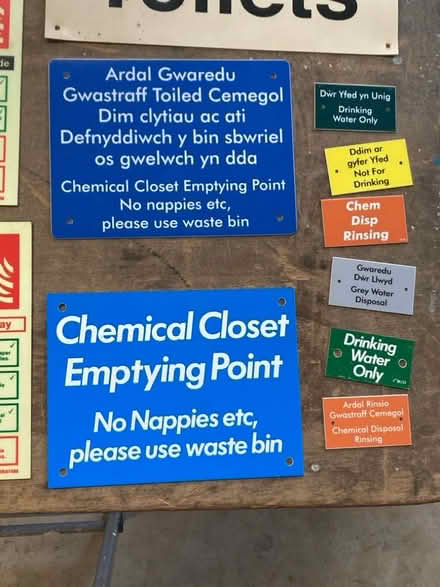 Toilets
Ardal Gwaredu
Gwastraff Toiled Cemegol
Dim clytiau ac ati
Defnyddiwch y bin sbwriel
os gwelwch yn dda
Chemical Closet Emptying Point
No nappies etc,
please use waste bin
Chemical Closet
Emptying Point
No Nappies etc,
please use waste bin
Dŵr Yfed yn Unig
Drinking
Water Only
Ddim ar
gyfer Yfed
Not For
Drinking
Chem
Disp
Rinsing
Gwaredu
Dŵr Llwyd
Grey Water
Disposal
Drinking
Water
Only
Ardal Rinsio
Gwastraff Cemegol
Chemical Disposal
Rinsing